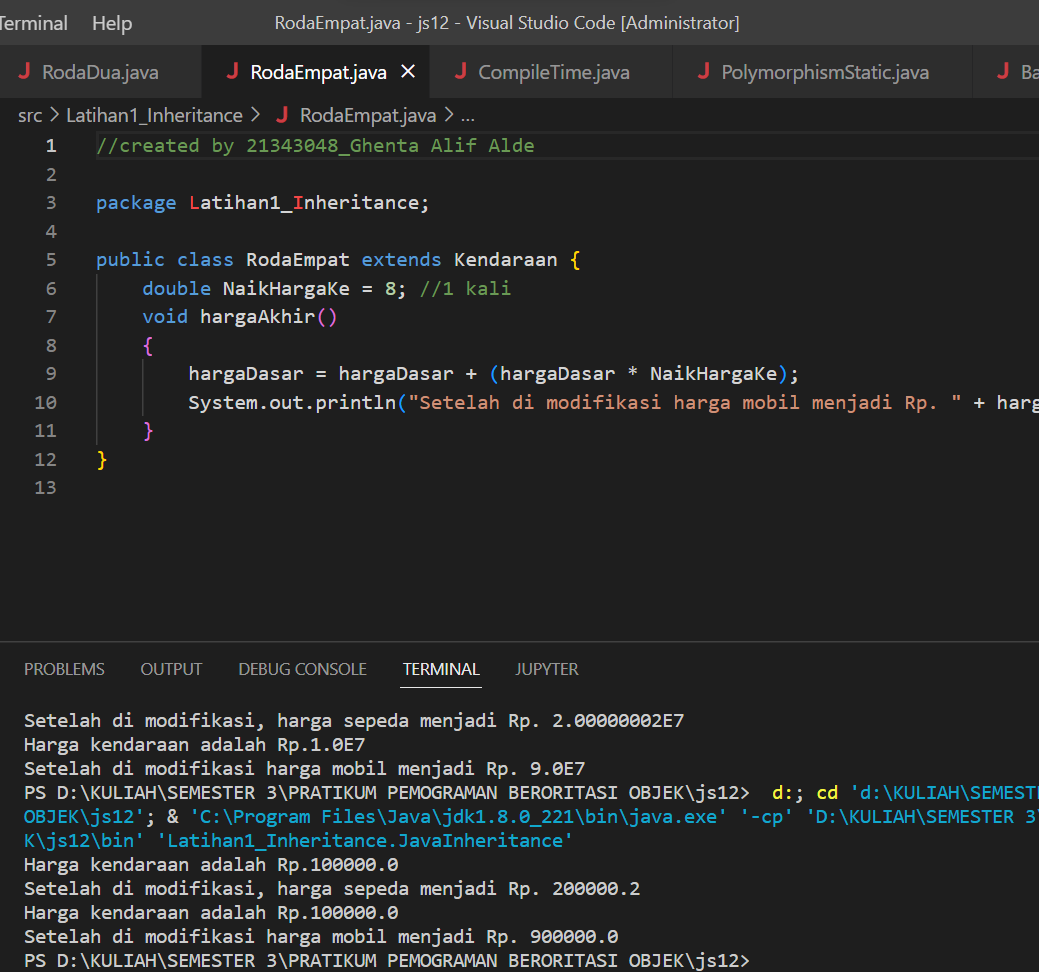 Terminal Help RodaEmpat.java - js12 - Visual Studio Code [Administrator]
RodaDua.java RodaEmpat.java CompileTime.java PolymorphismStatic.java Ba
src > Latihan1_Inheritance > RodaEmpat.java > ...
1 //created by 21343048_Ghenta Alif Alde
2
3 package Latihan1_Inheritance;
4
5 public class RodaEmpat extends Kendaraan {
6 double NaikHargaKe = 8; //1 kali
7 void hargaAkhir()
8 {
9 hargaDasar = hargaDasar + (hargaDasar * NaikHargaKe);
10 System.out.println("Setelah di modifikasi harga mobil menjadi Rp. " + harg
11 }
12 }
13
PROBLEMS OUTPUT DEBUG CONSOLE TERMINAL JUPYTER
Setelah di modifikasi, harga sepeda menjadi Rp. 2.00000002E7
Harga kendaraan adalah Rp.1.0E7
Setelah di modifikasi harga mobil menjadi Rp. 9.0E7
PS D:\KULIAH\SEMESTER 3\PRATIKUM PEMOGRAMAN BERORITASI OBJEK\js12> d:; cd 'd:\KULIAH\SEMESTE
OBJEK\js12'; & 'C:\Program Files\Java\jdk1.8.0_221\bin\java.exe' '-cp' 'D:\KULIAH\SEMESTER 3\
K\js12\bin' 'Latihan1_Inheritance.JavaInheritance'
Harga kendaraan adalah Rp.100000.0
Setelah di modifikasi, harga sepeda menjadi Rp. 200000.2
Harga kendaraan adalah Rp.100000.0
Setelah di modifikasi harga mobil menjadi Rp. 900000.0
PS D:\KULIAH\SEMESTER 3\PRATIKUM PEMOGRAMAN BERORITASI OBJEK\js12>